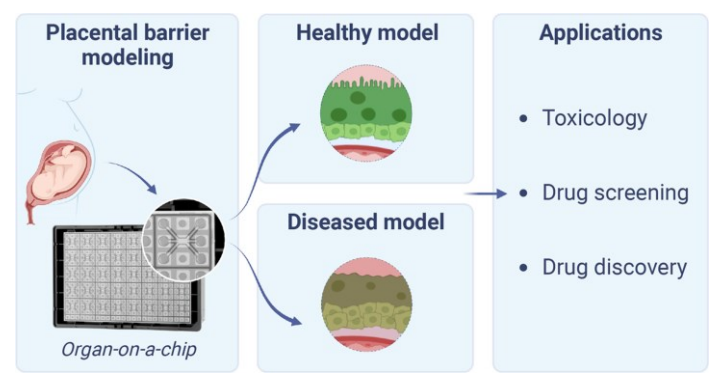 Placental barrier
modeling
Organ-on-a-chip
Healthy model
Diseased model
Applications
• Toxicology
• Drug screening
• Drug discovery